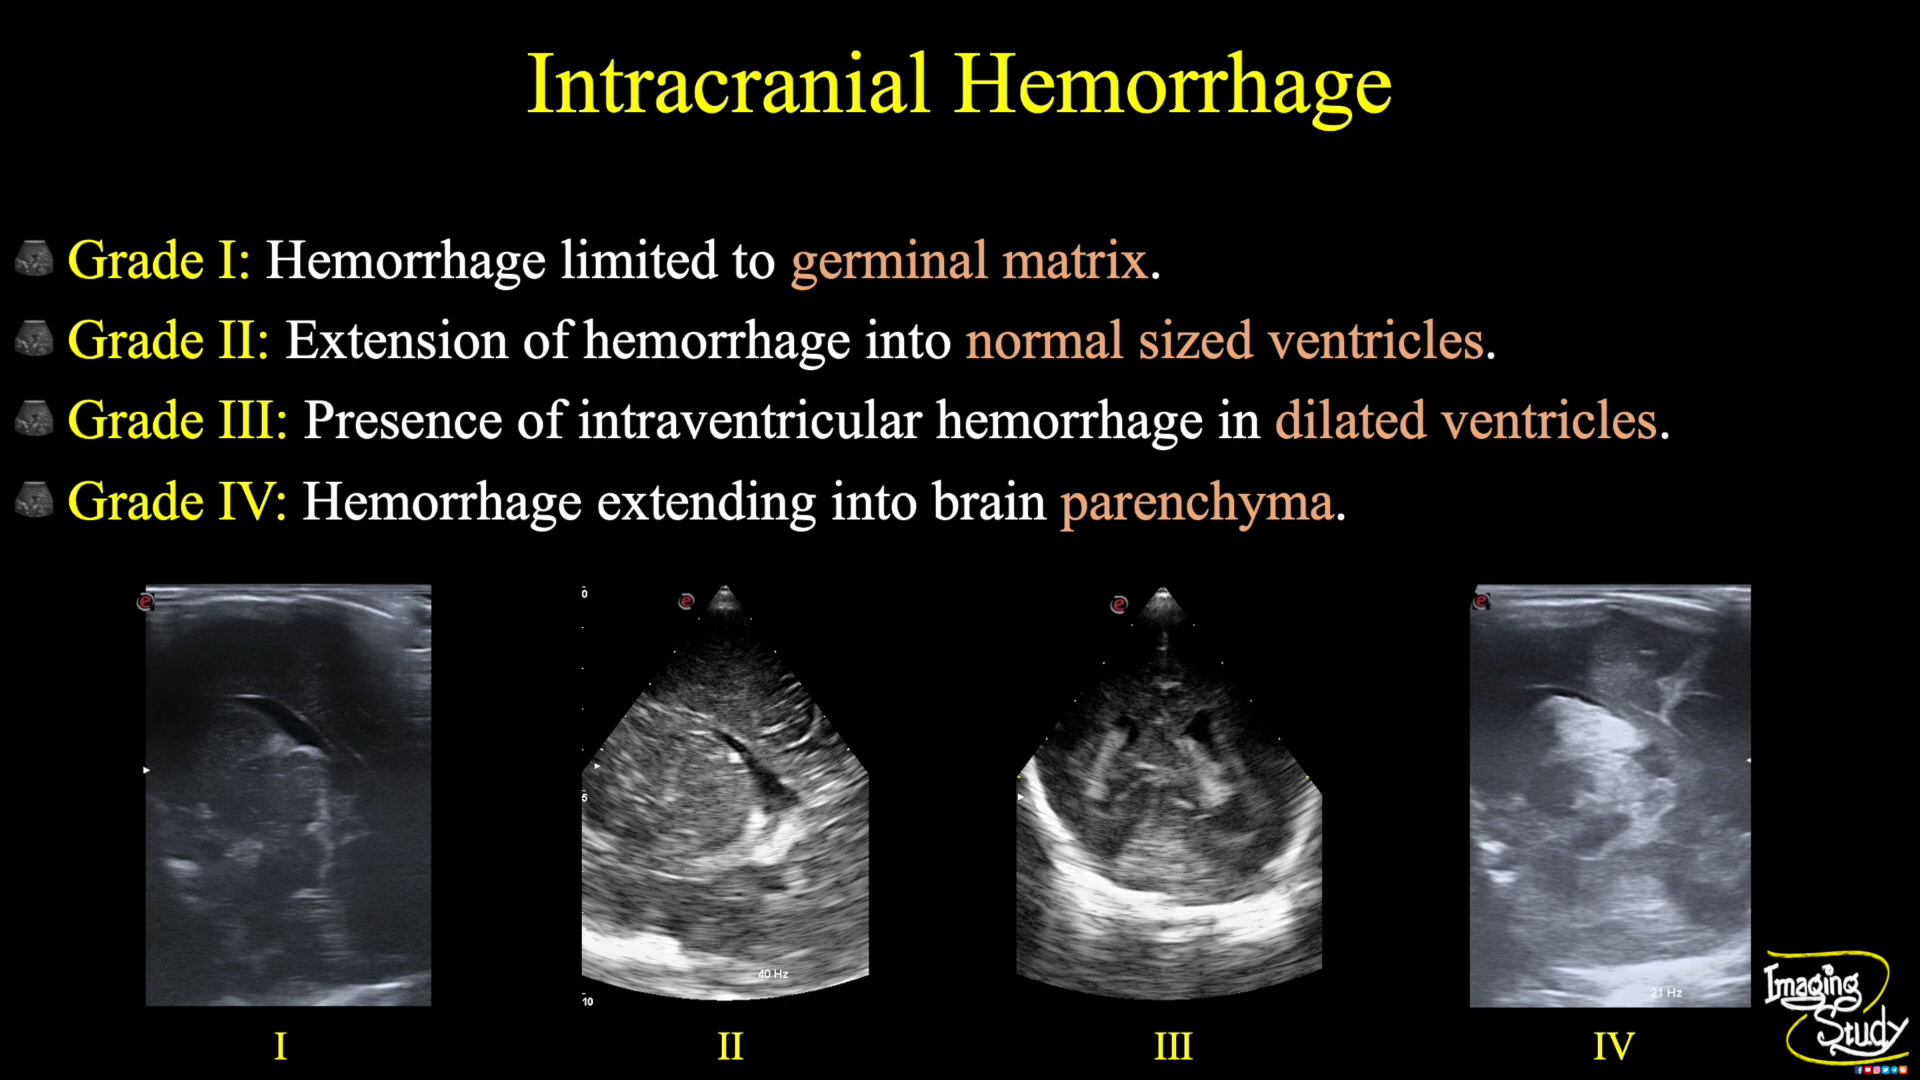 Intracranial Hemorrhage
Grade I: Hemorrhage limited to germinal matrix.
Grade II: Extension of hemorrhage into normal sized ventricles.
Grade III: Presence of intraventricular hemorrhage in dilated ventricles.
Grade IV: Hemorrhage extending into brain parenchyma.
e
e
e
e
0
5
10
40 Hz
21 Hz
I
II
III
IV
Imaging
Study